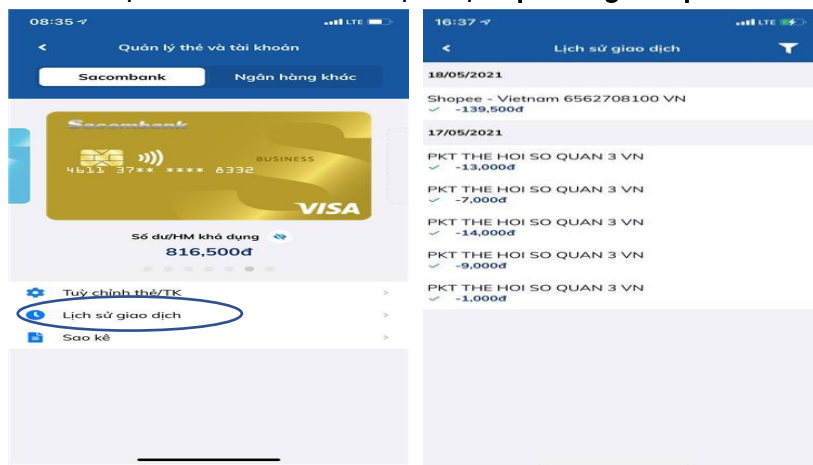 08:35
LTE
Quản lý thẻ và tài khoản
Sacombank
Ngân hàng khác
Sacombank
BUSINESS
4611 37** **** 8332
VISA
Số dư/HM khả dụng
816,500đ
Tuỳ chỉnh thẻ/TK
Lịch sử giao dịch
Sao kê
16:37
LTE
Lịch sử giao dịch
18/05/2021
Shopee - Vietnam 6562708100 VN
-139,500đ
17/05/2021
PKT THE HOI SO QUAN 3 VN
-13,000đ
PKT THE HOI SO QUAN 3 VN
-7,000đ
PKT THE HOI SO QUAN 3 VN
-14,000đ
PKT THE HOI SO QUAN 3 VN
-9,000đ
PKT THE HOI SO QUAN 3 VN
-1,000đ